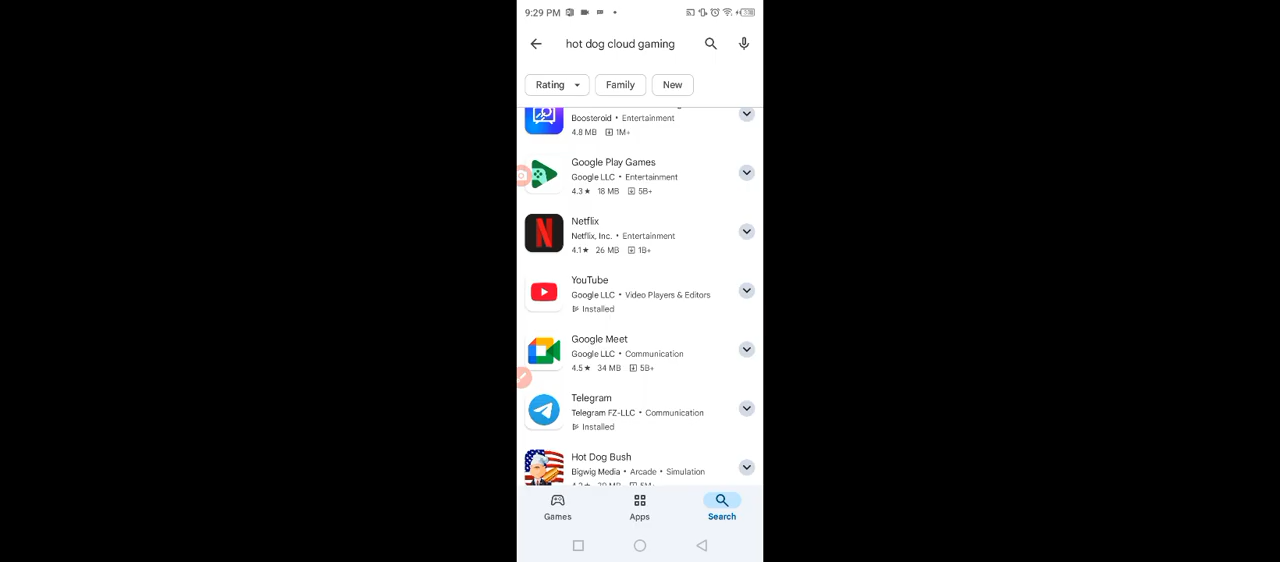 9:29 PM
hot dog cloud gaming
Rating
Family
New
Boosteroid • Entertainment
4.8 MB 1M+
Google Play Games
Google LLC • Entertainment
4.3★ 18 MB 5B+
Netflix
Netflix, Inc. • Entertainment
4.1★ 26 MB 1B+
YouTube
Google LLC • Video Players & Editors
Installed
Google Meet
Google LLC • Communication
4.5★ 34 MB 5B+
Telegram
Telegram FZ-LLC • Communication
Installed
Hot Dog Bush
Bigwig Media • Arcade • Simulation
Games
Apps
Search